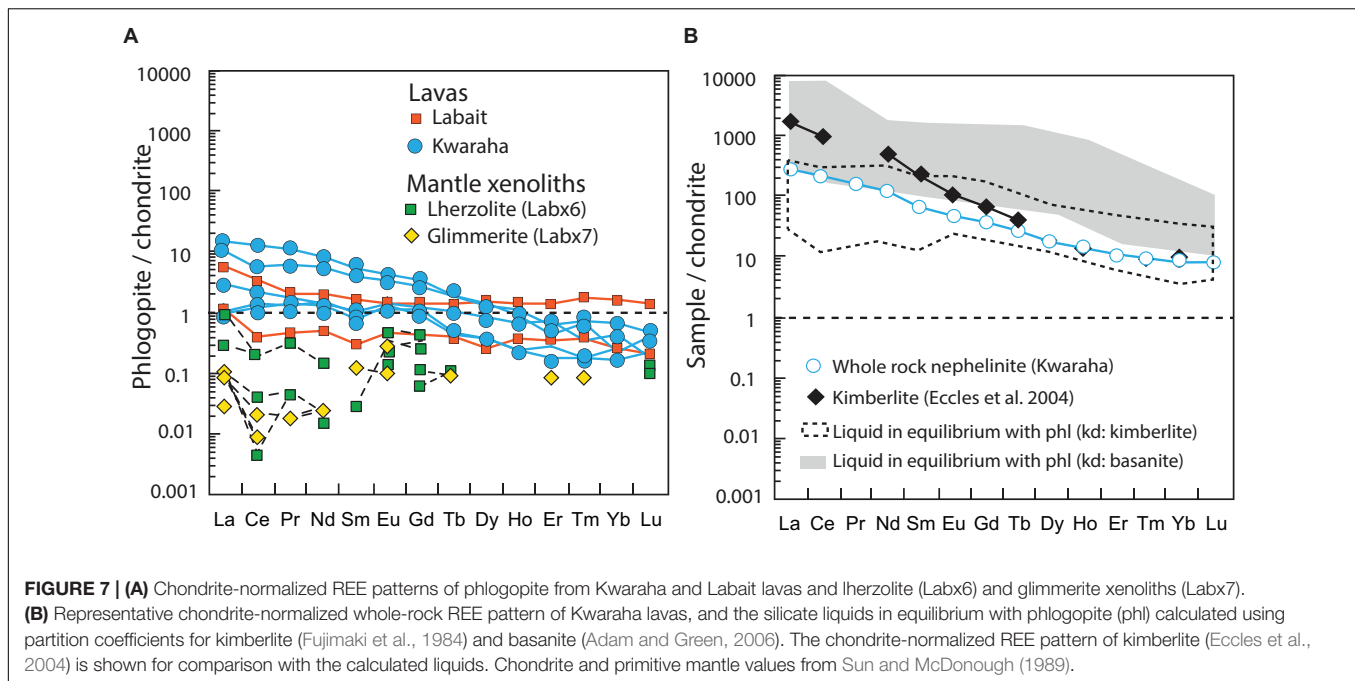 A
10000
1000
100
10
1
0.1
0.01
0.001
Phlogopite / chondrite
Lavas
Labait
Kwaraha
Mantle xenoliths
Lherzolite (Labx6)
Glimmerite (Labx7)
La Ce Pr Nd Sm Eu Gd Tb Dy Ho Er Tm Yb Lu
B
10000
1000
100
10
1
0.1
0.01
.001
Sample / chondrite
Whole rock nephelinite (Kwaraha)
Kimberlite (Eccles et al. 2004)
Liquid in equilibrium with phl (kd: kimberlite)
Liquid in equilibrium with phl (kd: basanite)
La Ce Pr Nd Sm Eu Gd Tb Dy Ho Er Tm Yb Lu
FIGURE 7 | (A) Chondrite-normalized REE patterns of phlogopite from Kwaraha and Labait lavas and lherzolite (Labx6) and glimmerite xenoliths (Labx7).
(B) Representative chondrite-normalized whole-rock REE pattern of Kwaraha lavas, and the silicate liquids in equilibrium with phlogopite (phl) calculated using
partition coefficients for kimberlite (Fujimaki et al., 1984) and basanite (Adam and Green, 2006). The chondrite-normalized REE pattern of kimberlite (Eccles et al.,
2004) is shown for comparison with the calculated liquids. Chondrite and primitive mantle values from Sun and McDonough (1989).